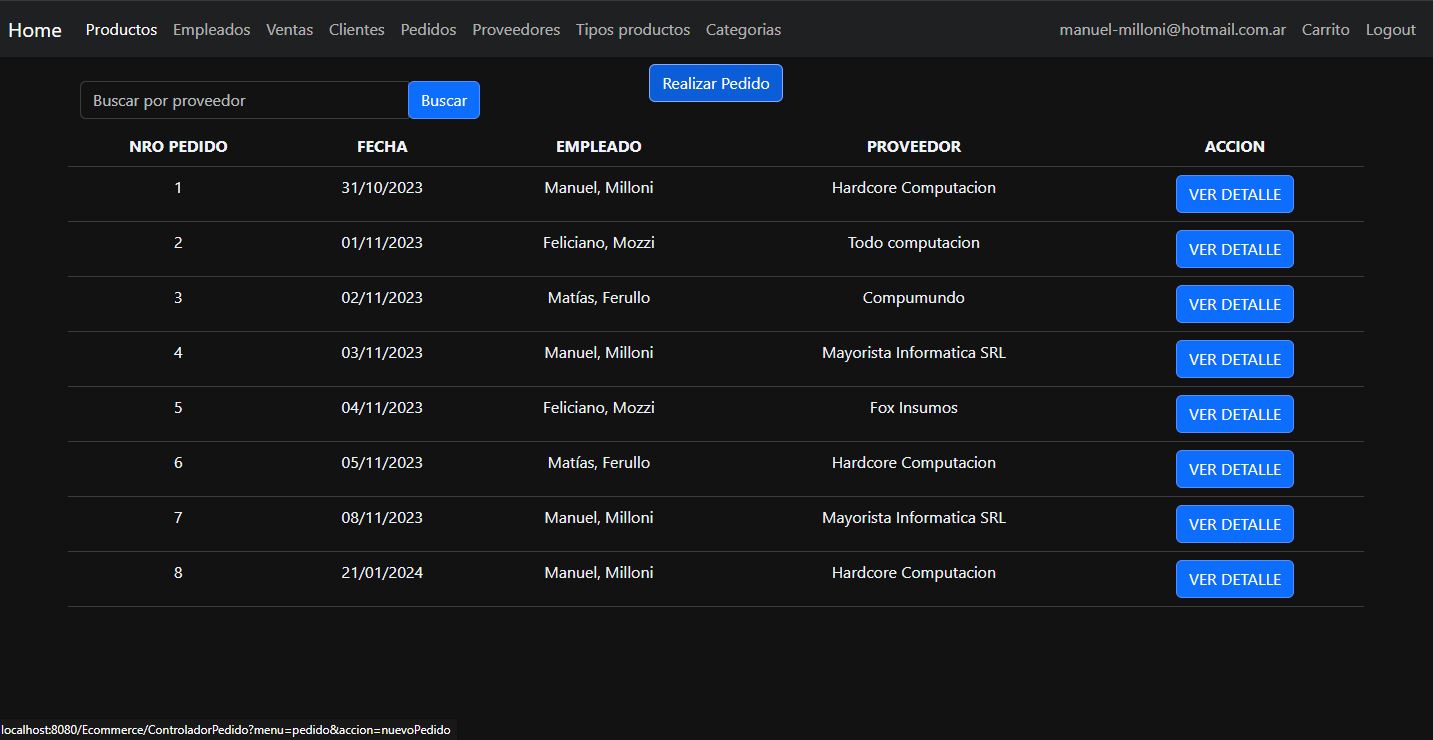 Home Productos Empleados Ventas Clientes Pedidos Proveedores Tipos productos Categorias manuel-milloni@hotmail.com.ar Carrito Logout
Realizar Pedido
Buscar por proveedor Buscar
NRO PEDIDO FECHA EMPLEADO PROVEEDOR ACCION
1 31/10/2023 Manuel, Milloni Hardcore Computacion VER DETALLE
2 01/11/2023 Feliciano, Mozzi Todo computacion VER DETALLE
3 02/11/2023 Matías, Ferullo Compumundo VER DETALLE
4 03/11/2023 Manuel, Milloni Mayorista Informatica SRL VER DETALLE
5 04/11/2023 Feliciano, Mozzi Fox Insumos VER DETALLE
6 05/11/2023 Matías, Ferullo Hardcore Computacion VER DETALLE
7 08/11/2023 Manuel, Milloni Mayorista Informatica SRL VER DETALLE
8 21/01/2024 Manuel, Milloni Hardcore Computacion VER DETALLE
localhost:8080/Ecommerce/ControladorPedido?menu=pedido&accion=nuevoPedido